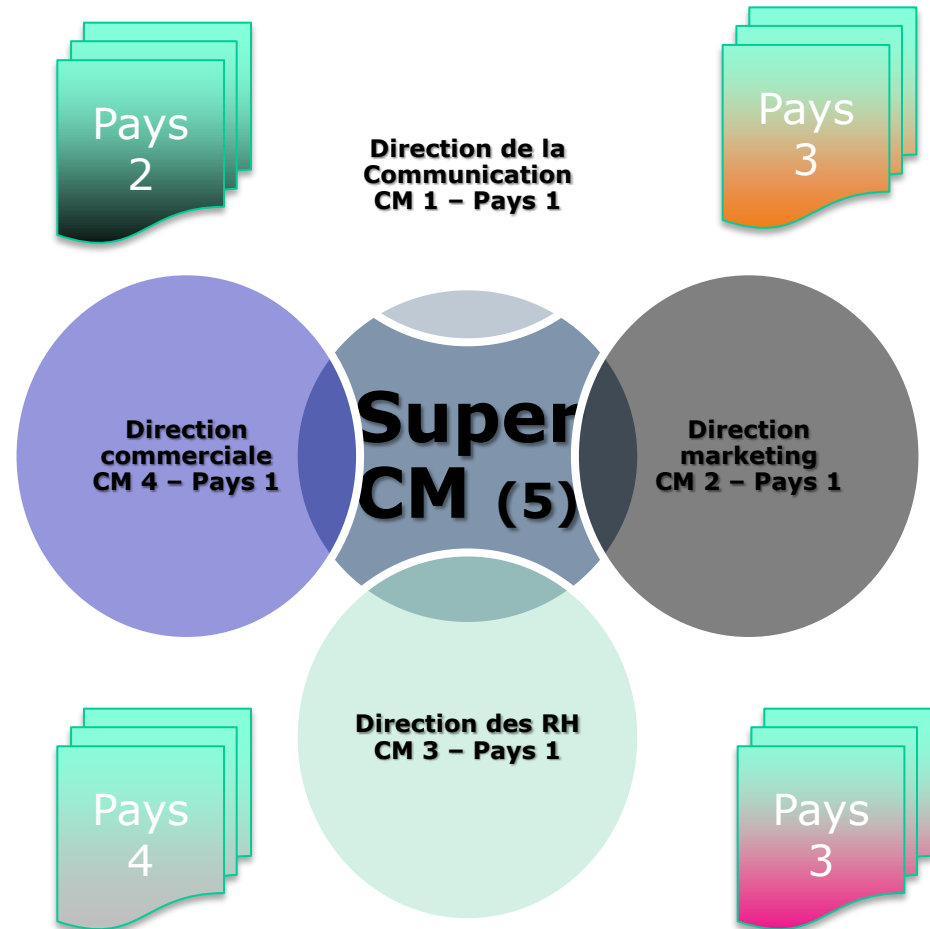 Pays
2
Direction de la
Communication
CM 1 – Pays 1
Pays
3
Direction
commerciale
CM 4 – Pays 1
Super
CM (5)
Direction
marketing
CM 2 – Pays 1
Direction des RH
CM 3 – Pays 1
Pays
4
Pays
3